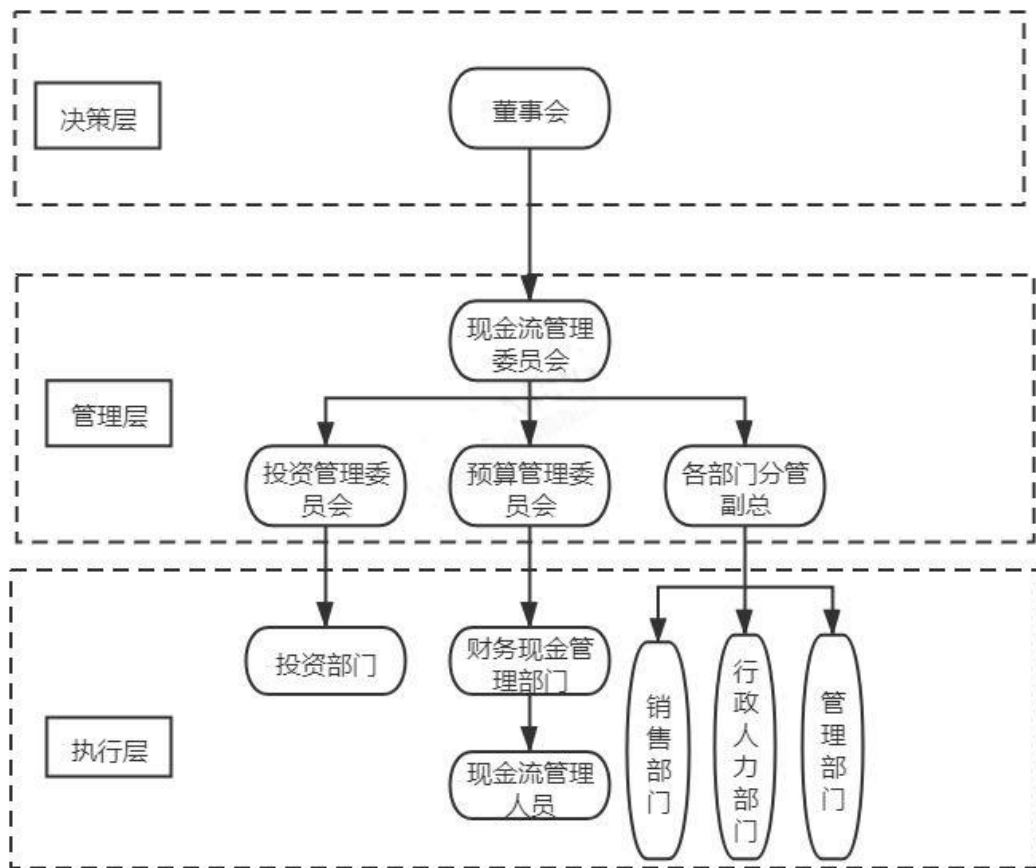 决策层
董事会
管理层
现金流管理
委员会
投资管理委
员会
预算管理委
员会
各部门分管
副总
执行层
投资部门
财务现金管
理部门
现金流管理
人员
销售部门
行政人力部门
管理部门